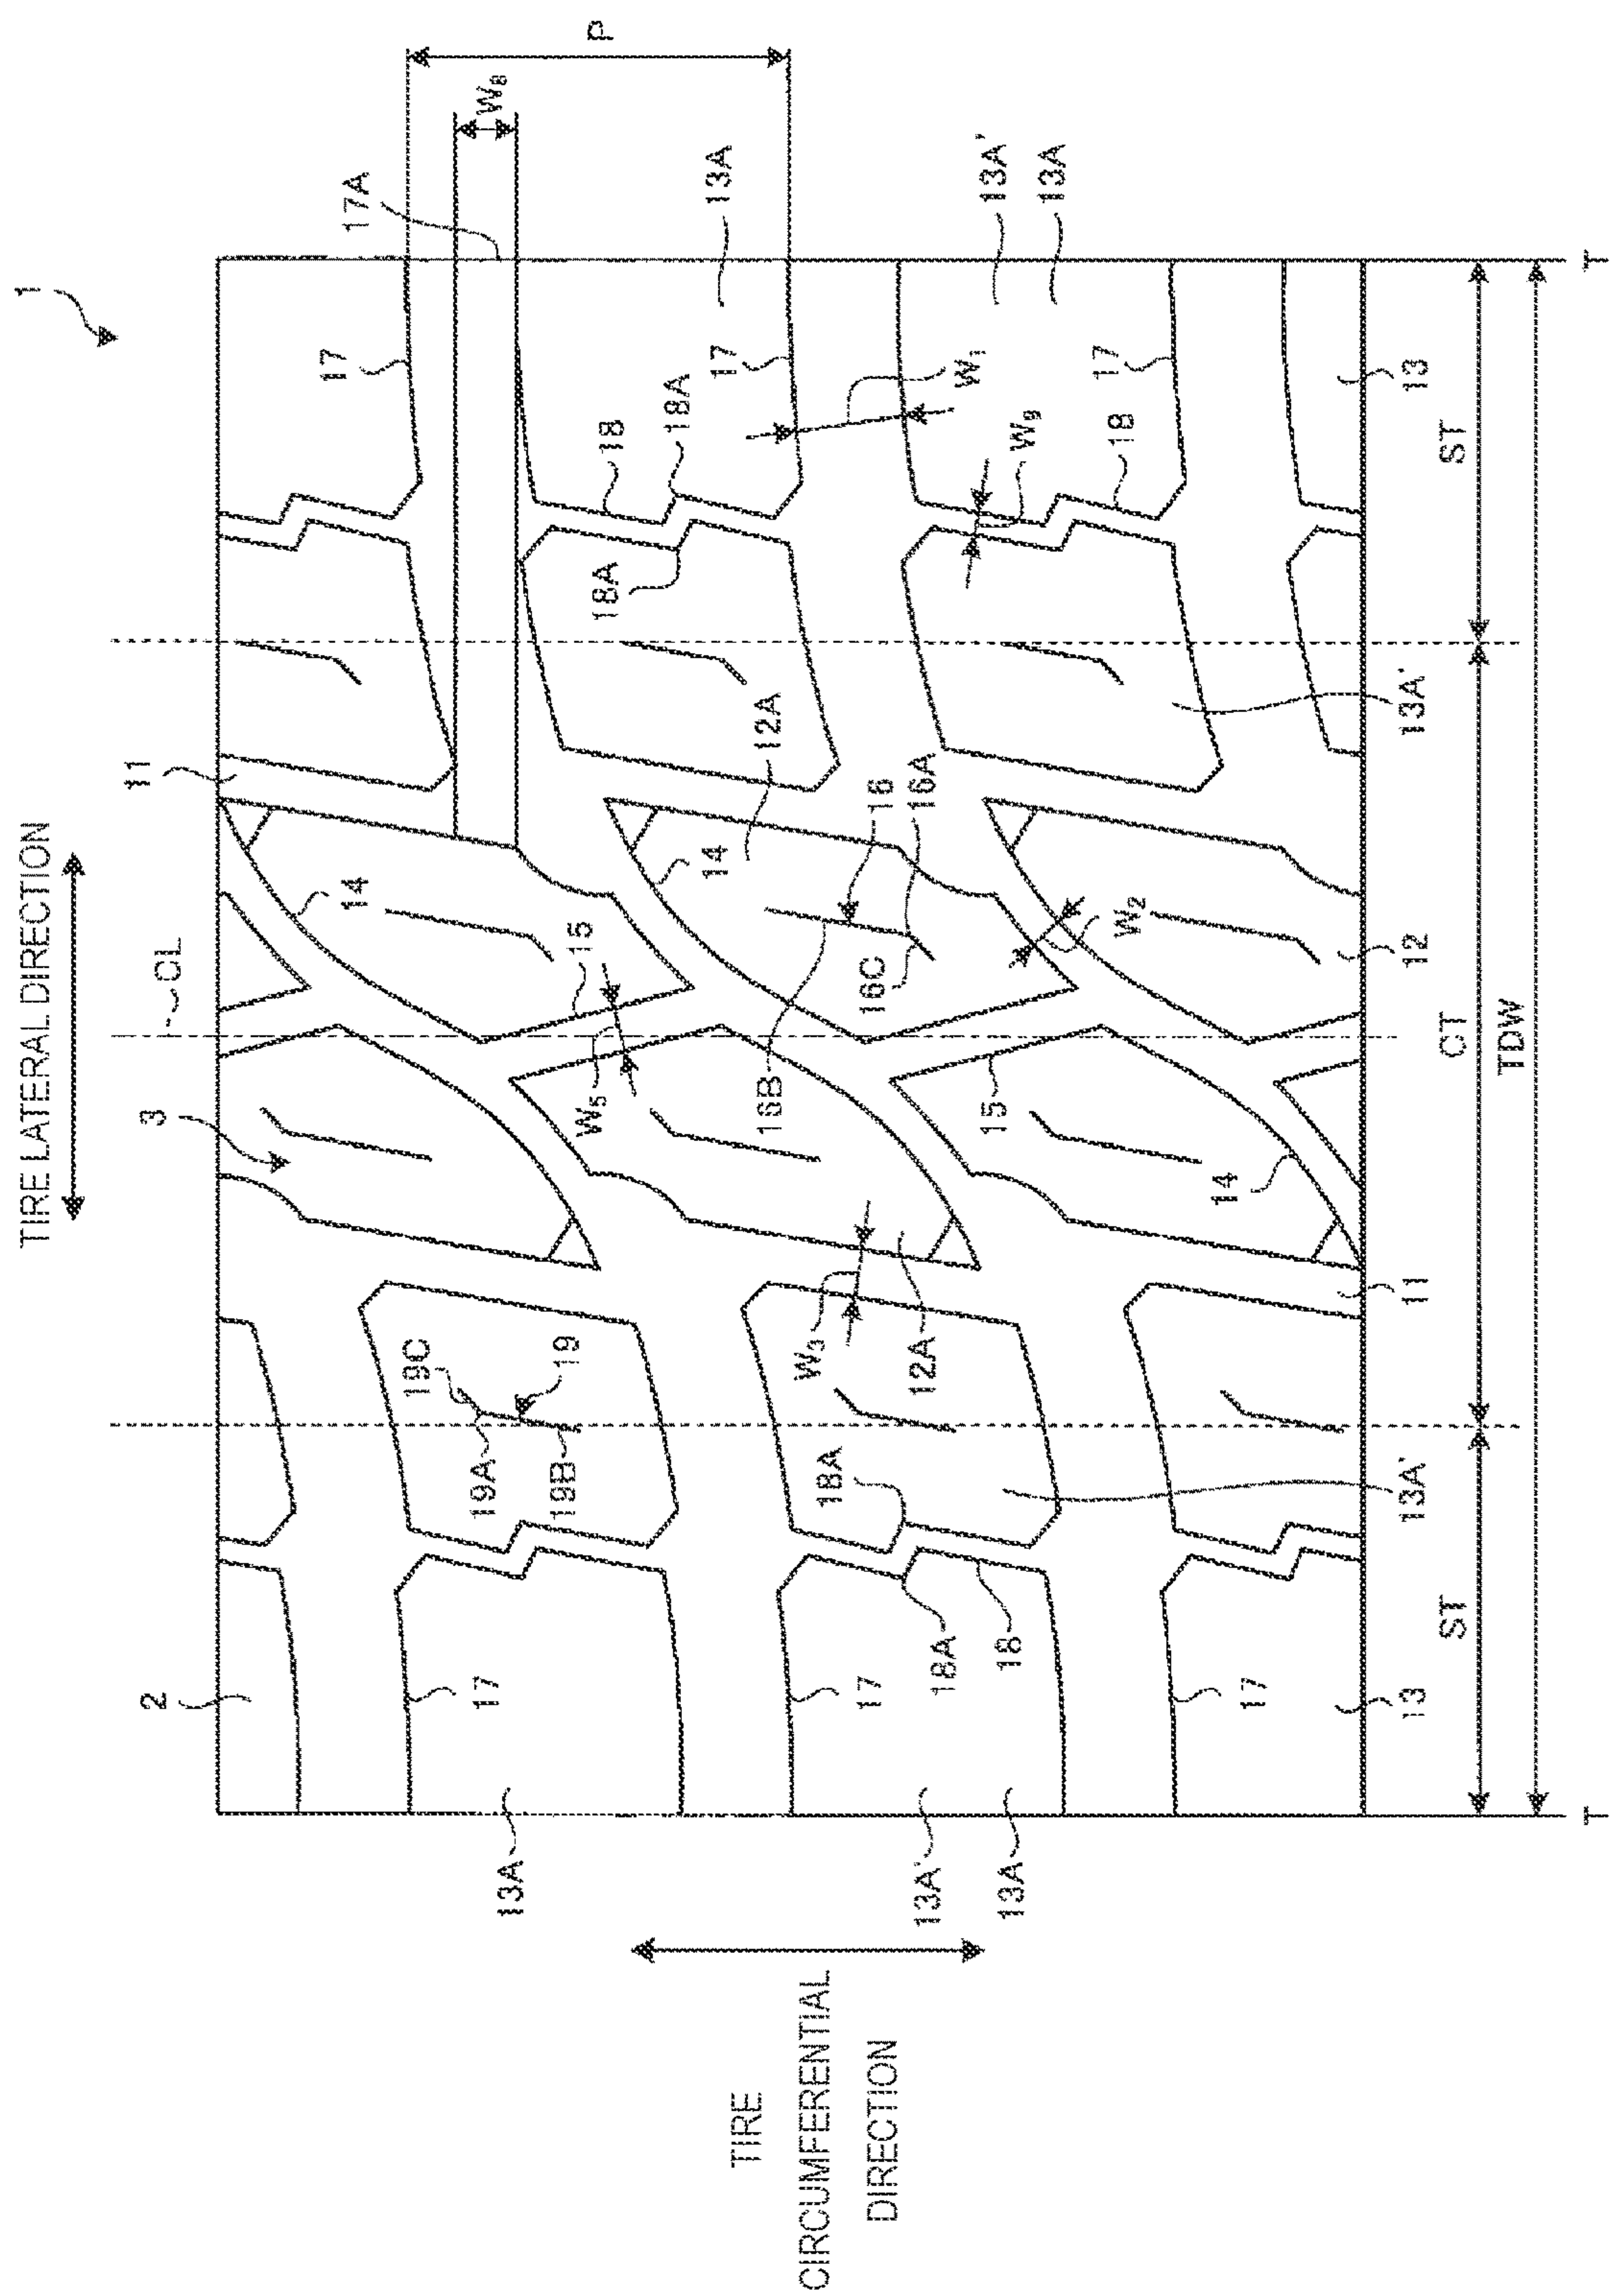 1
TIRE LATERAL DIRECTION
P
W8
17A
11
CL
3
2
17
13A
14
18
18A
17
13A'
13A
W1
W9
17
18
13
15
W5
12A
14
16
16A
16C
16B
W2
12
13A'
18A
19C
19
19A
19B
15
14
W3
12A
11
18A
18A
18
17
17
17
13A'
13
13A
13A'
13A
ST
CT
ST
TDW
T
T
TIRE
CIRCUMFERENTIAL
DIRECTION